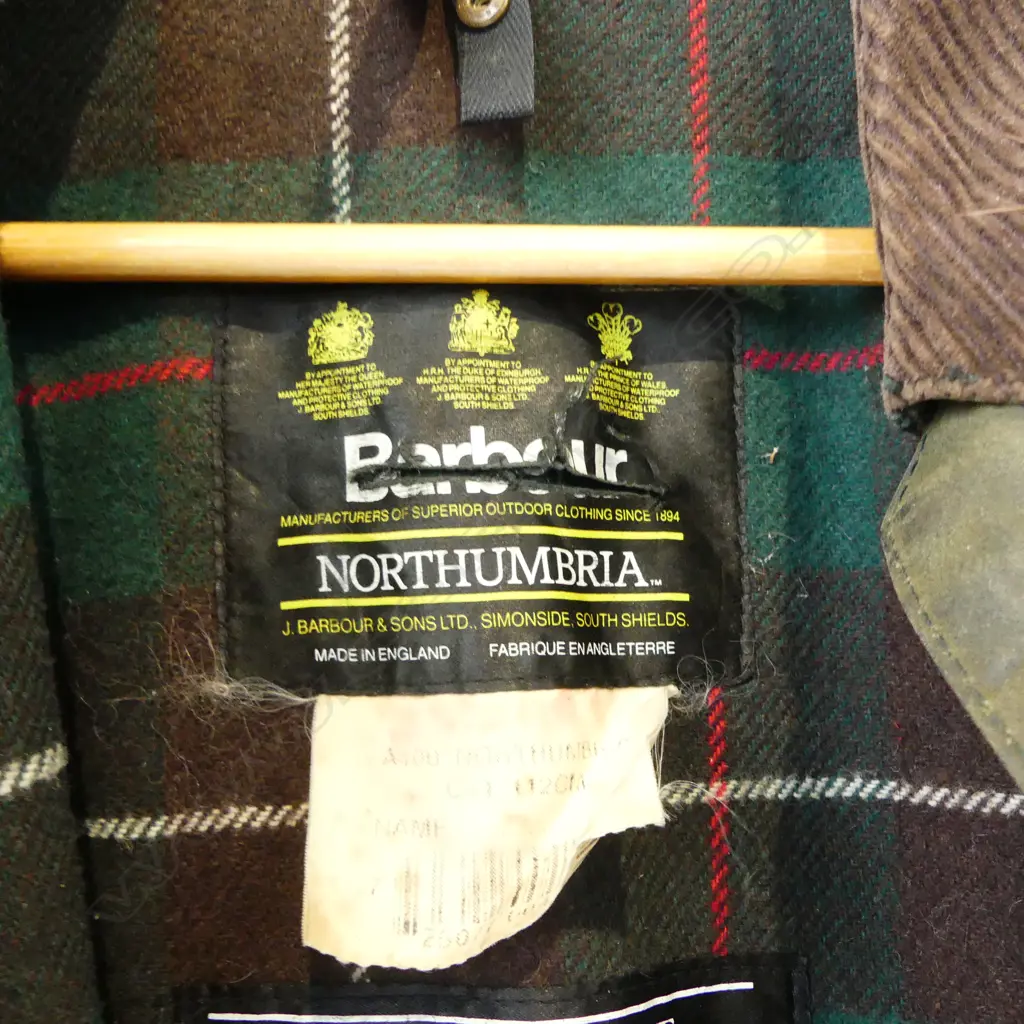 BY APPOINTMENT TO
HER MAJESTY THE QUEEN
MANUFACTURERS OF WATERPROOF
AND PROTECTIVE CLOTHING
J. BARBOUR & SONS LTD.
SOUTH SHIELDS.
BY APPOINTMENT TO
H.R.H. THE DUKE OF EDINBURGH
MANUFACTURERS OF WATERPROOF
AND PROTECTIVE CLOTHING
J. BARBOUR & SONS LTD.
SOUTH SHIELDS.
BY APPOINTMENT TO
THE PRINCE OF WALES
OF WATERPROOF
PROTECTIVE CLOTHING
J. BARBOUR & SONS LTD.
SOUTH SHIELDS.
Barbour
MANUFACTURERS OF SUPERIOR OUTDOOR CLOTHING SINCE 1894
NORTHUMBRIA™
J. BARBOUR & SONS LTD., SIMONSIDE, SOUTH SHIELDS.
MADE IN ENGLAND FABRIQUE EN ANGLETERRE
112CM
NAME